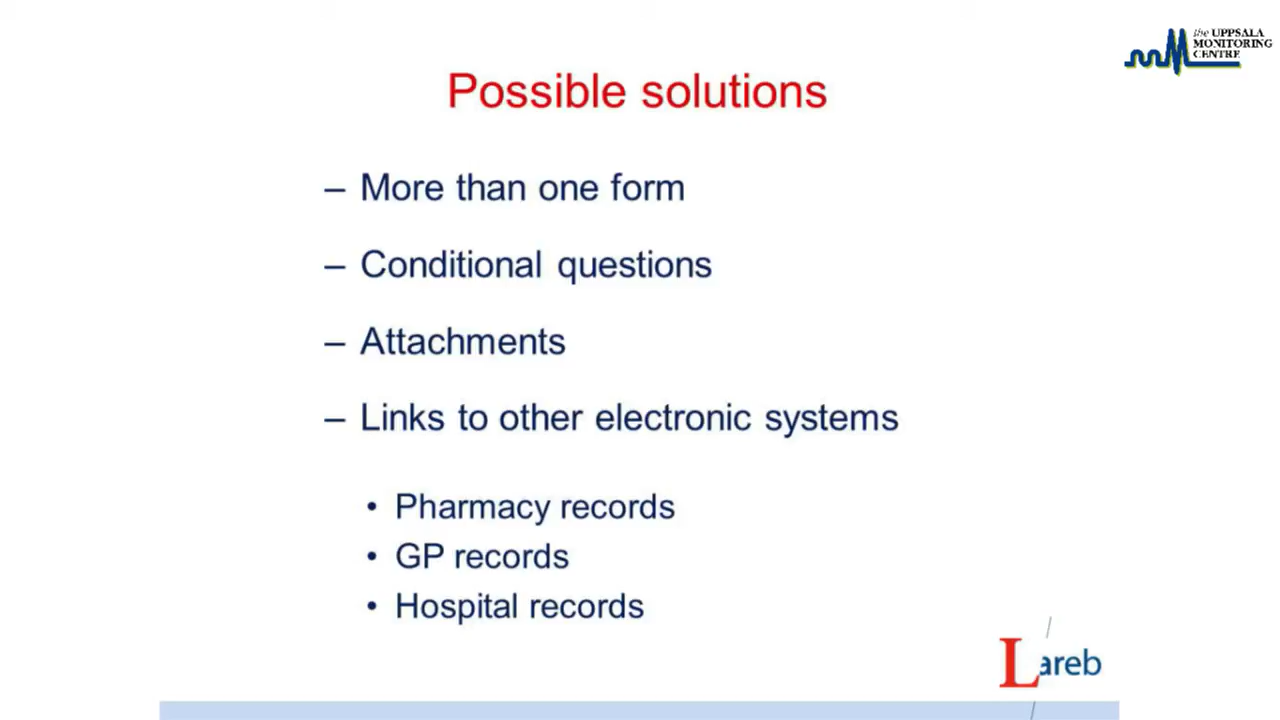 the UPPSALA
MONITORING
CENTRE
Possible solutions
– More than one form
– Conditional questions
– Attachments
– Links to other electronic systems
• Pharmacy records
• GP records
• Hospital records
Lareb